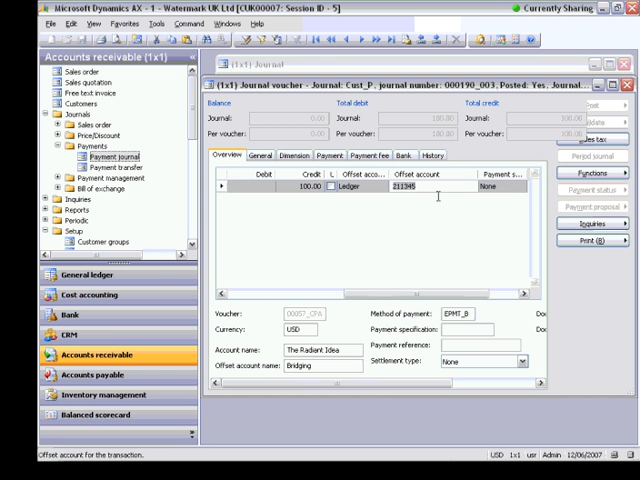 Microsoft Dynamics AX - 1 - Watermark UK Ltd [CUK00007: Session ID - 5]
Currently Sharing
File Edit View Favorites Tools Command Windows Help
Accounts receivable (1x1)
Sales order
Sales quotation
Free text invoice
Customers
Journals
Sales order
Price/Discount
Payments
Payment journal
Payment transfer
Payment management
Bill of exchange
Inquiries
Reports
Periodic
Setup
Customer groups
General ledger
Cost accounting
Bank
CRM
Accounts receivable
Accounts payable
Inventory management
Balanced scorecard
(1x1) Journal
(1x1) Journal voucher - Journal: Cust_P, journal number: 000190_003, Posted: Yes, Journal...
Balance Total debit Total credit
Journal: 0.00 Journal: 180.00 Journal: 300.00
Per voucher: 0.00 Per voucher: 100.00 Per voucher: 100.00
Overview General Dimension Payment Payment fee Bank History
Debit Credit Offset acco... Offset account Payment s...
100.00 Ledger 211345 None
Sales tax
Period journal
Functions
Payment status
Payment proposal
Inquiries
Print
Voucher: 00057_CPA Method of payment: EPMT_B
Currency: USD Payment specification:
Payment reference:
Account name: The Radiant Idea
Settlement type: None
Offset account name: Bridging
Offset account for the transaction.
USD 1x1 usr Admin 12/06/2007